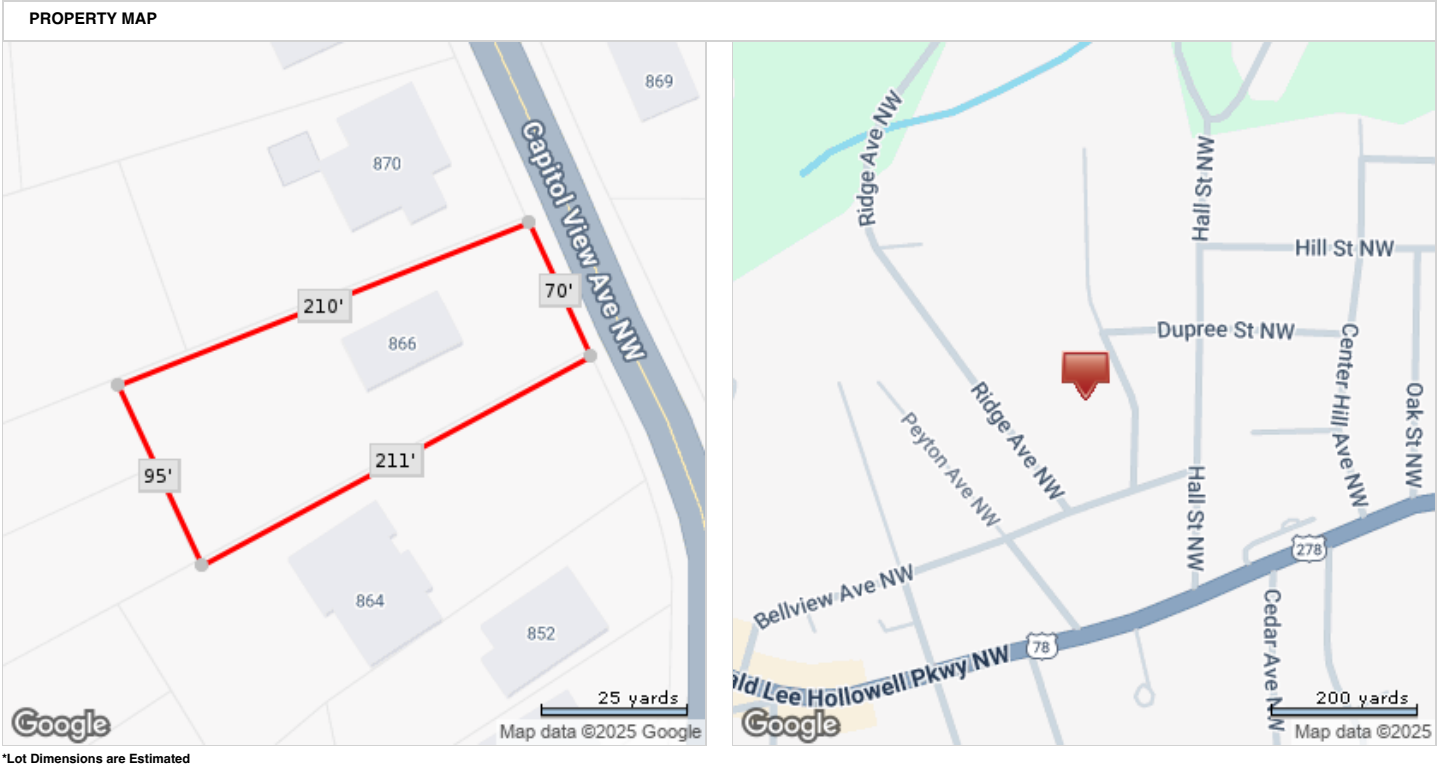 PROPERTY MAP
869
Capitol View Ave NW
870
70'
210'
866
211'
95'
864
852
25 yards
Google
Map data ©2025 Google
Ridge Ave NW
Hall St NW
Hill St NW
Dupree St NW
Center Hill Ave NW
Oak St NW
Ridge Ave NW
Peyton Ave NW
Hall St NW
278
Bellview Ave NW
Cedar Ave NW
78
ald Lee Hollowell Pkwy NW
200 yards
Google
Map data ©2025
*Lot Dimensions are Estimated